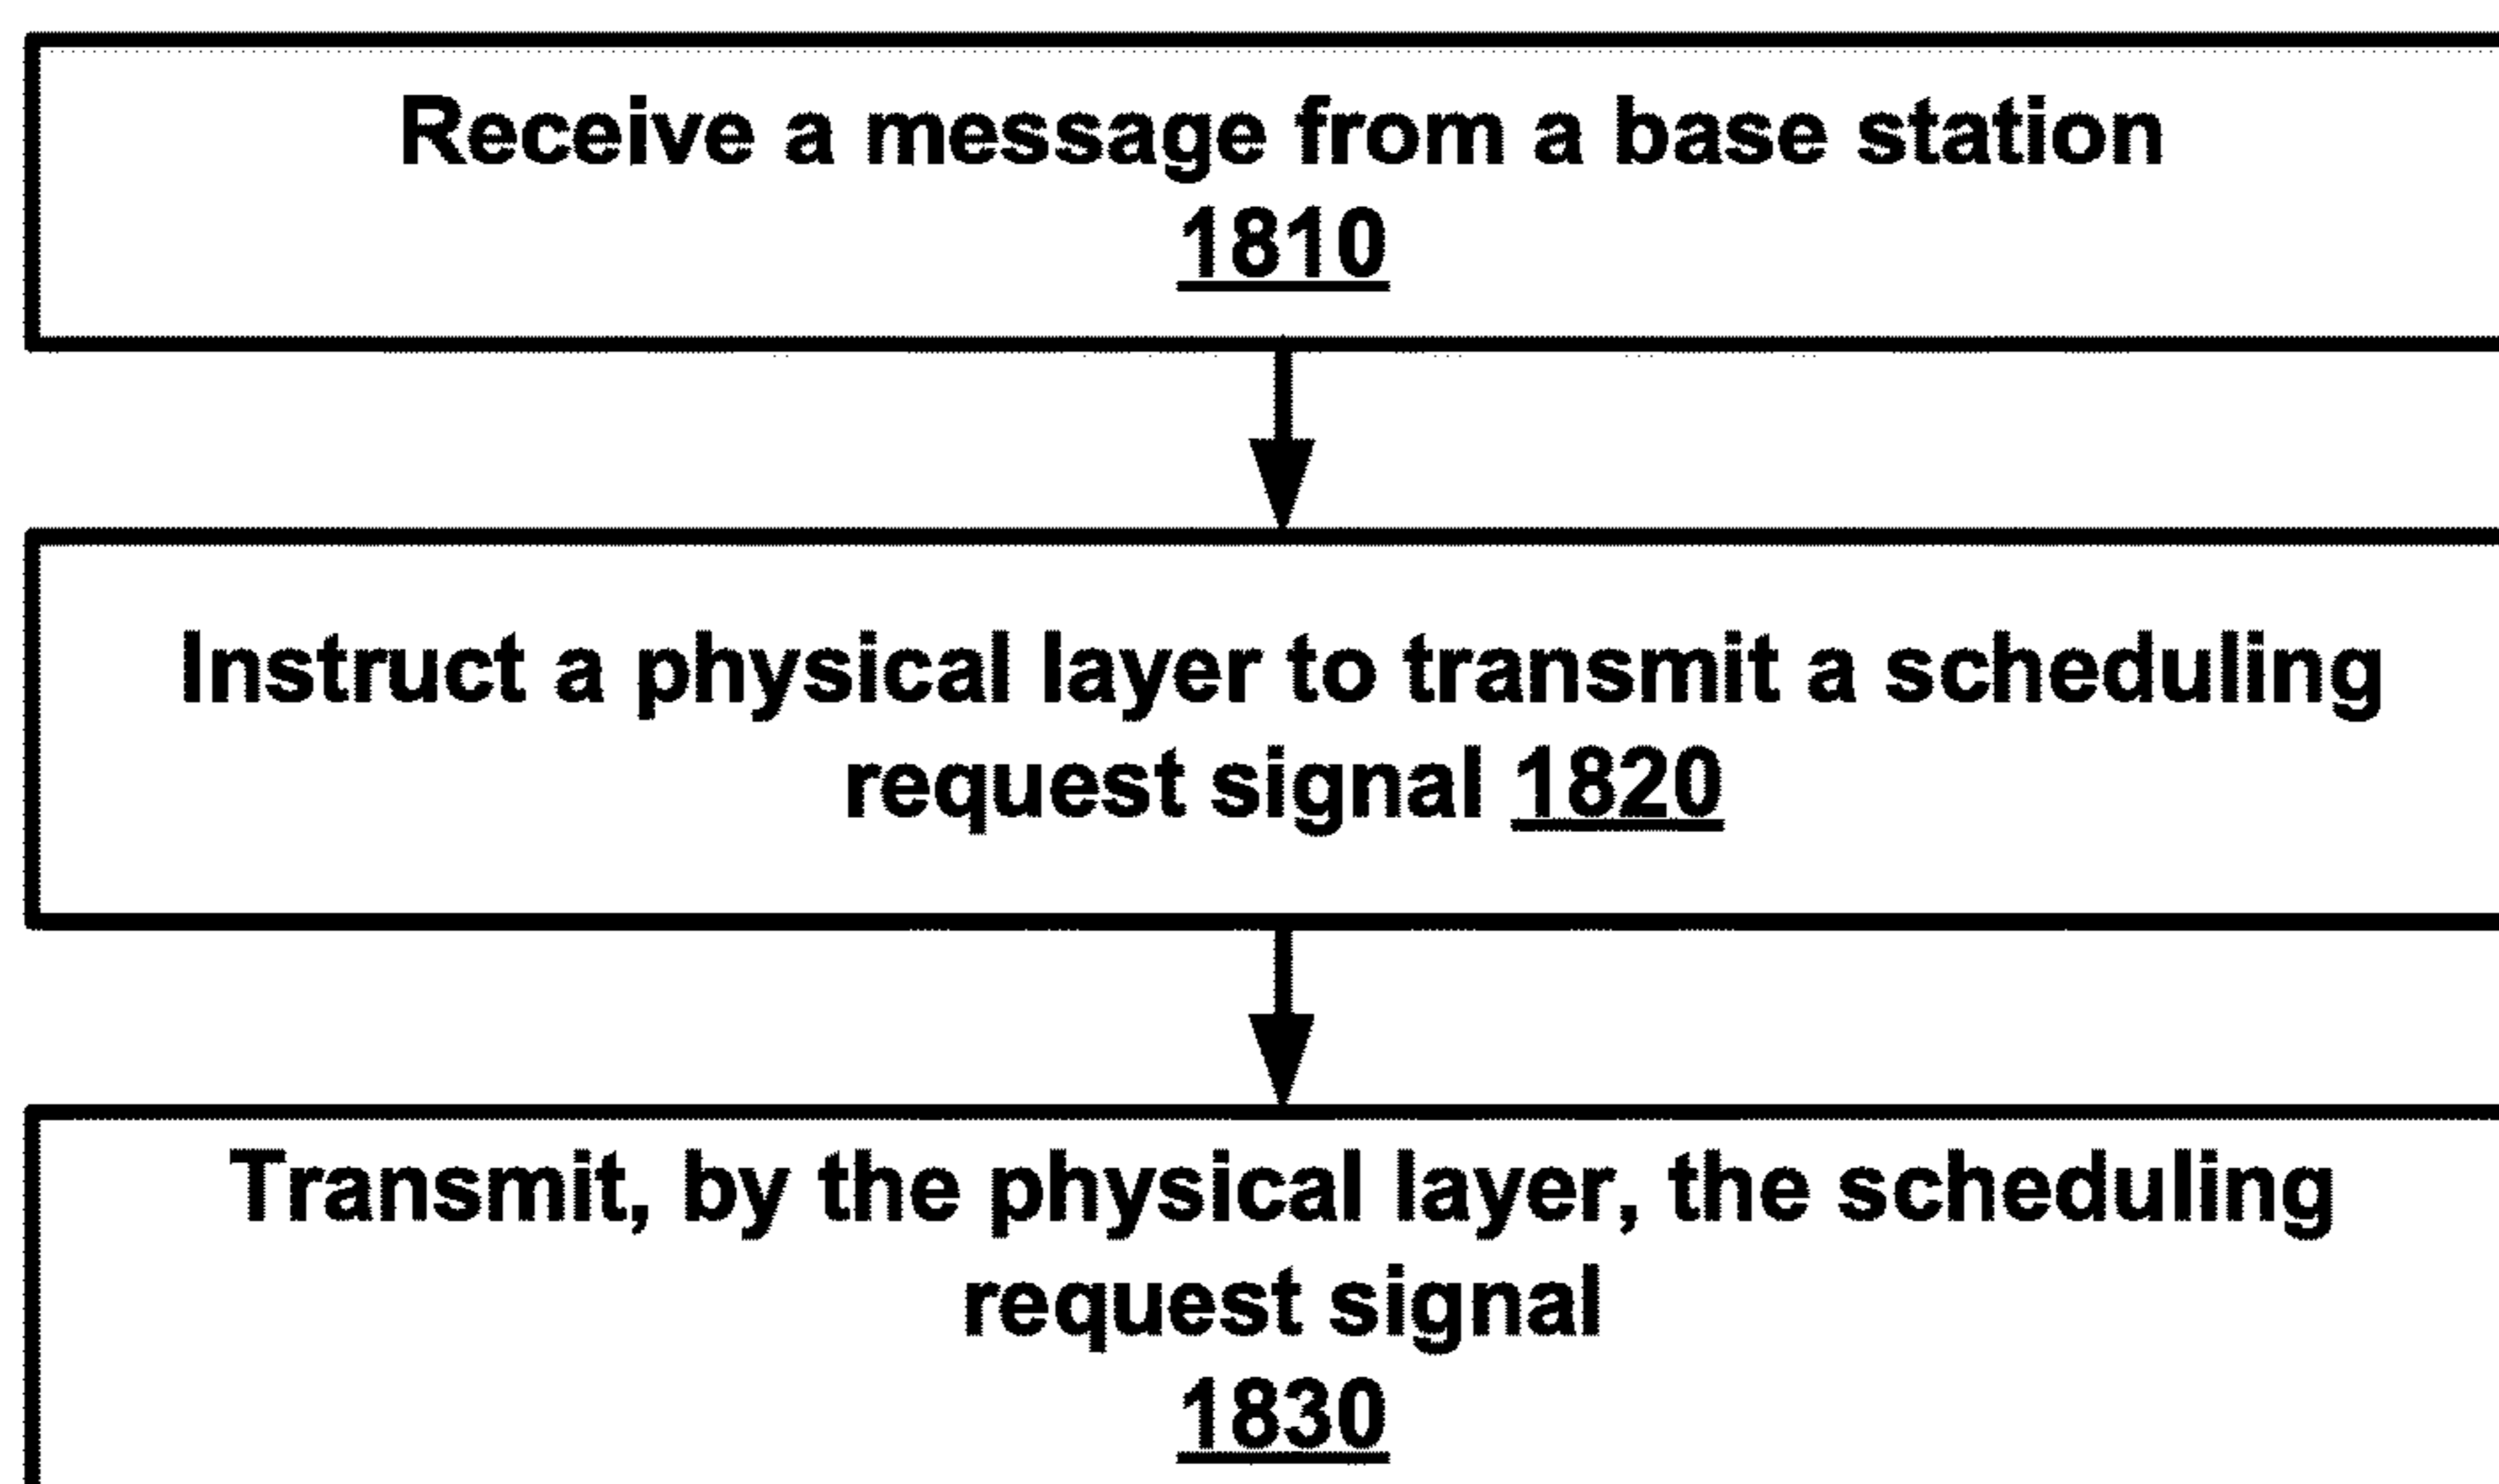 Receive a message from a base station
1810
Instruct a physical layer to transmit a scheduling
request signal 1820
Transmit, by the physical layer, the scheduling
request signal
1830